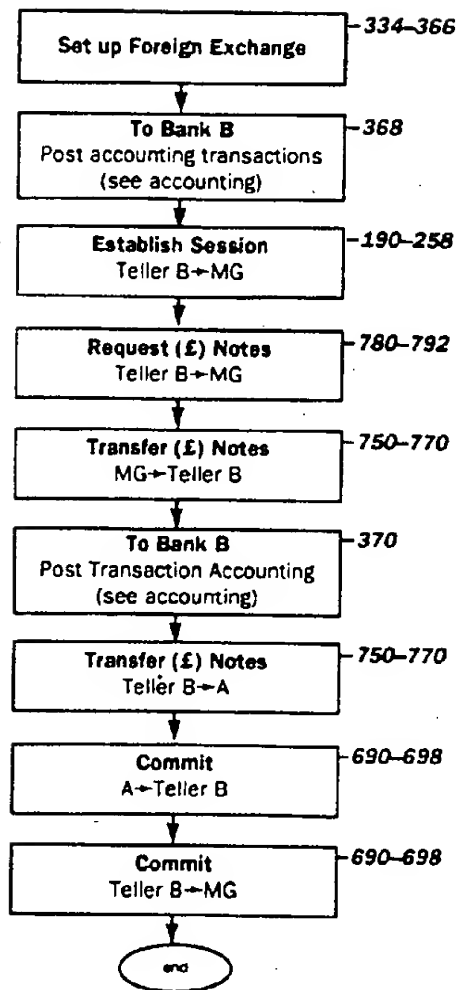 Set up Foreign Exchange
334–366
To Bank B
368
Post accounting transactions
(see accounting)
Establish Session
190–258
Teller B→MG
Request (£) Notes
780–792
Teller B→MG
Transfer (£) Notes
750–770
MG→Teller B
To Bank B
370
Post Transaction Accounting
(see accounting)
Transfer (£) Notes
750–770
Teller B→A
Commit
690–698
A→Teller B
Commit
690–698
Teller B→MG
end